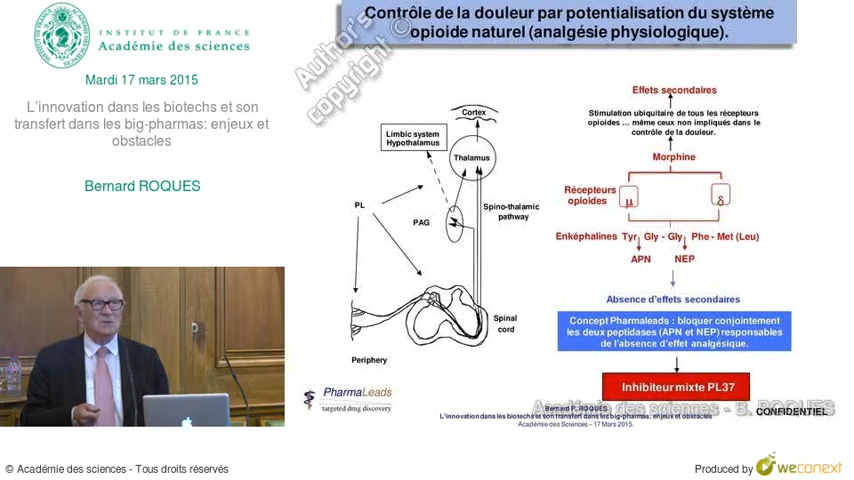 INSTITUT DE FRANCE
Académie des sciences
Mardi 17 mars 2015
L'innovation dans les biotechs et son
transfert dans les big-pharmas: enjeux et
obstacles
Bernard ROQUES
Contrôle de la douleur par potentialisation du système
opioide naturel (analgésie physiologique).
Author's
copyright ©
Cortex
Limbic system
Hypothalamus
Thalamus
PL
PAG
Spino-thalamic
pathway
Spinal
cord
Periphery
Effets secondaires
Stimulation ubiquitaire de tous les récepteurs
opioides ... même ceux non impliqués dans le
contrôle de la douleur.
Morphine
Récepteurs
opioides
μ
δ
Enképhalines Tyr Gly - Gly Phe - Met (Leu)
APN NEP
Absence d'effets secondaires
Concept Pharmaleads : bloquer conjointement
les deux peptidases (APN et NEP) responsables
de l'absence d'effet analgésique.
Inhibiteur mixte PL37
PharmaLeads
targeted drug discovery
Bernard P. ROQUES
L'innovation dans les biotechs et son transfert dans les big-pharmas: enjeux et obstacles
Académie des Sciences – 17 Mars 2015.
Académie des sciences - B. ROQUES
CONFIDENTIEL
© Académie des sciences - Tous droits réservés
Produced by weconext